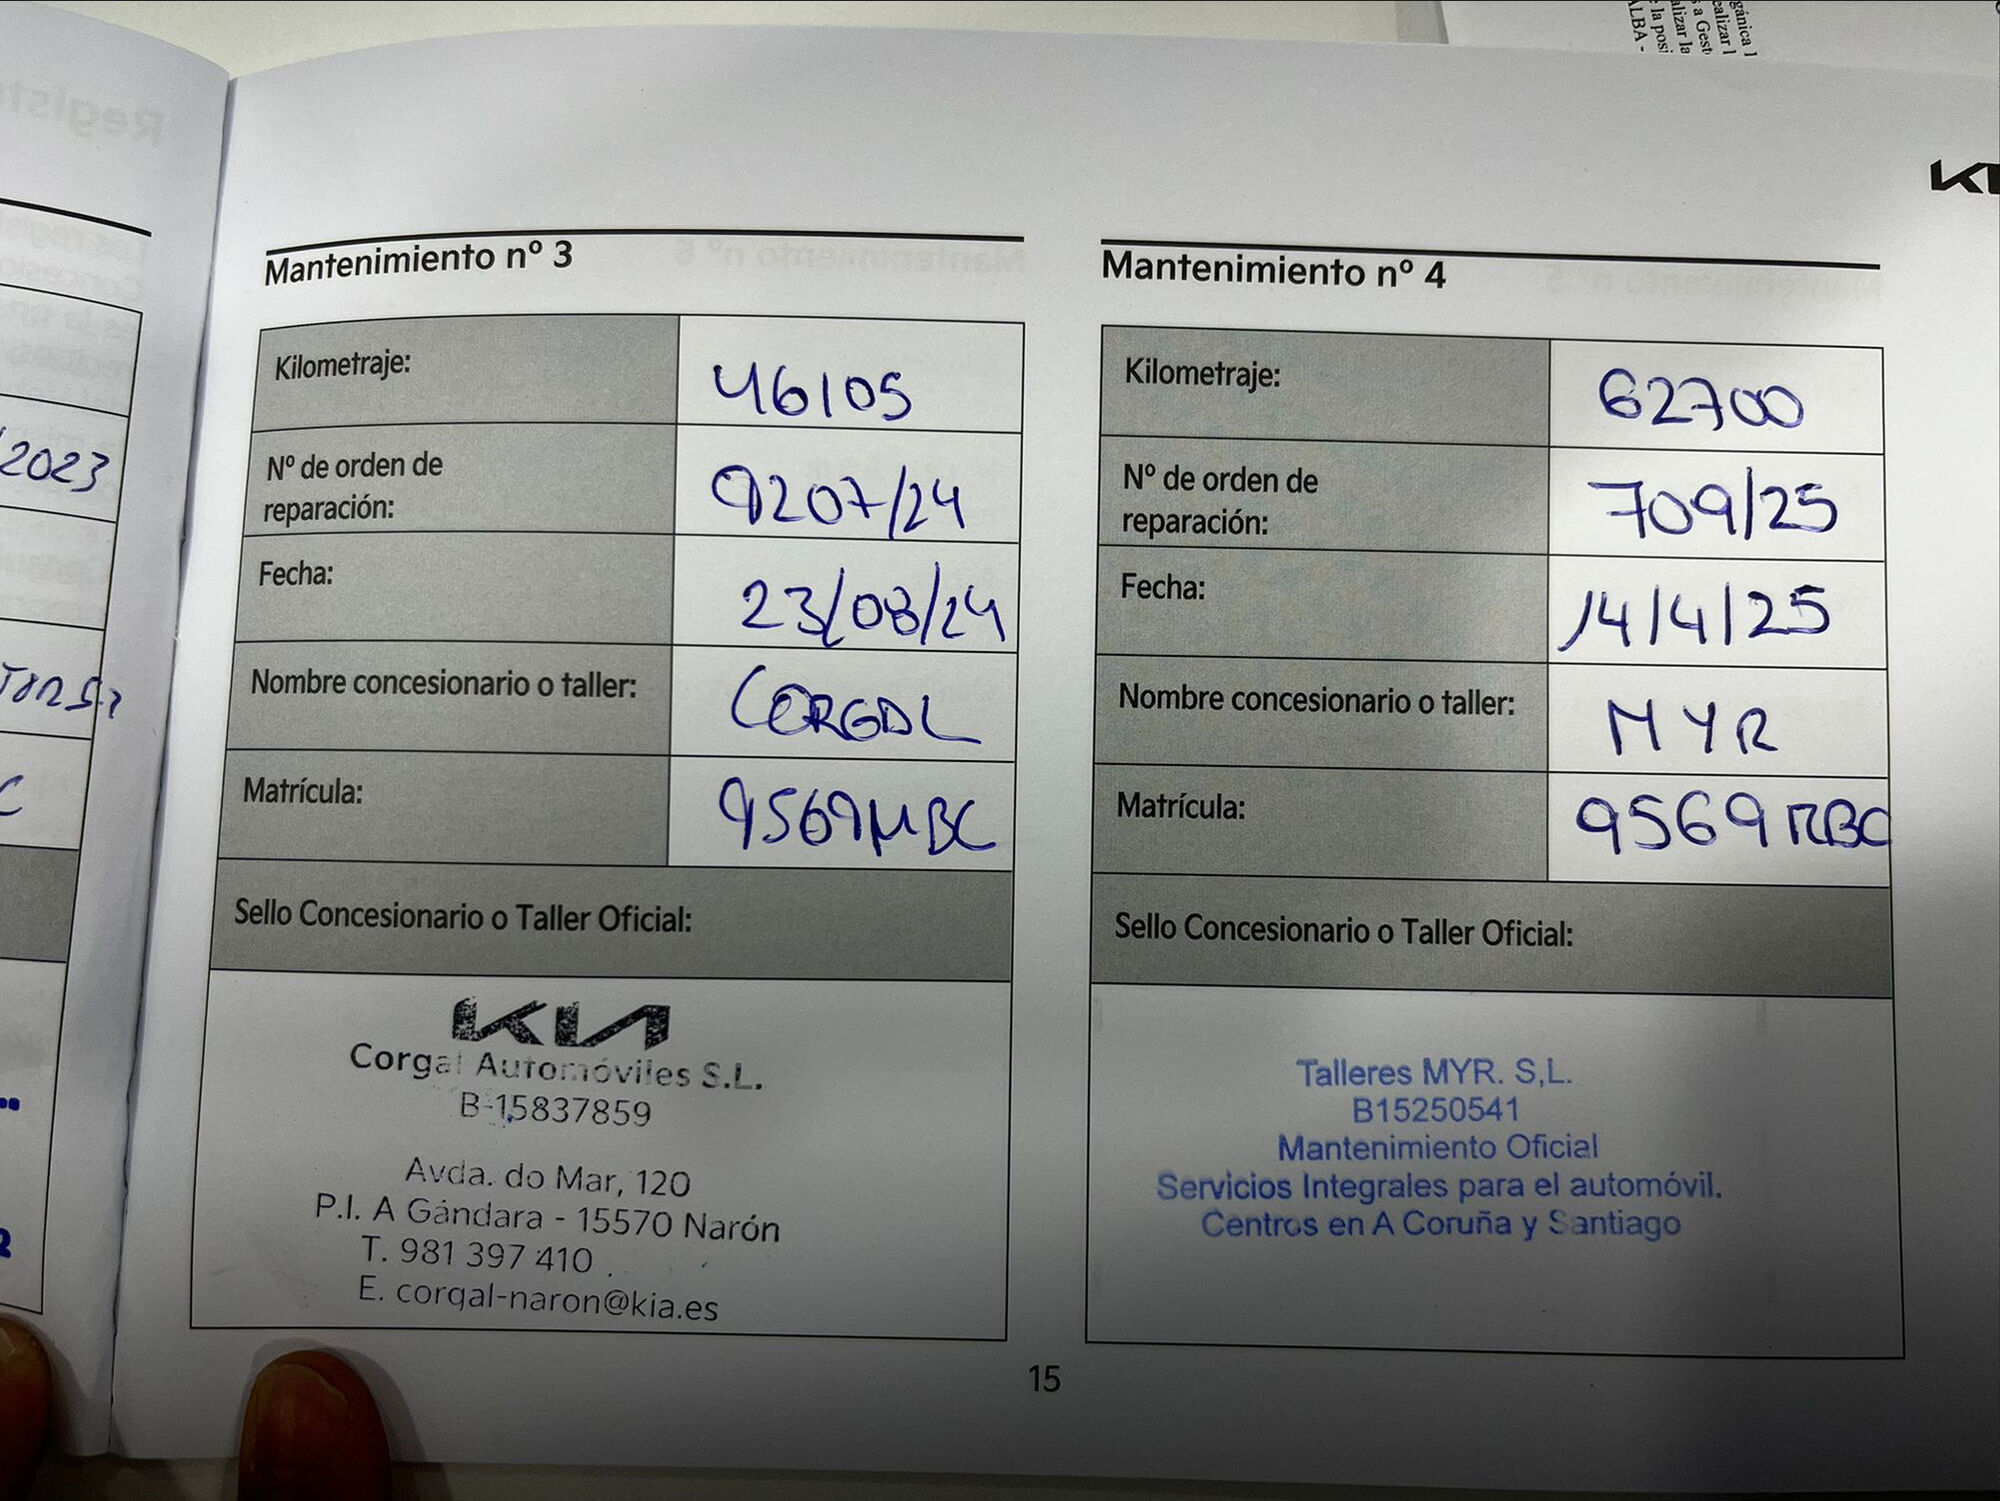 2023
C
KIA
Mantenimiento nº 3
Kilometraje: 46105
Nº de orden de
reparación: 9207/24
Fecha: 23/08/24
Nombre concesionario o taller: CORGAL
Matrícula: 9569MBC
Sello Concesionario o Taller Oficial:
KIA
Corgal Automóviles S.L.
B-15837859
Avda. do Mar, 120
P.I. A Gándara - 15570 Narón
T. 981 397 410
E. corgal-naron@kia.es
Mantenimiento nº 4
Kilometraje: 62700
Nº de orden de
reparación: 709/25
Fecha: 14/4/25
Nombre concesionario o taller: MYR
Matrícula: 9569MBC
Sello Concesionario o Taller Oficial:
Talleres MYR. S,L.
B15250541
Mantenimiento Oficial
Servicios Integrales para el automóvil.
Centros en A Coruña y Santiago
15